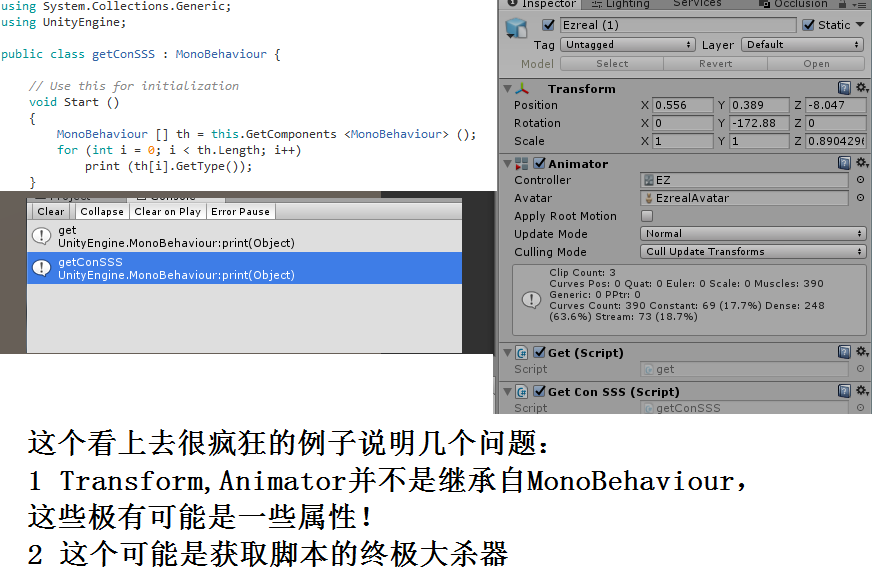 using System.Collections.Generic;
using UnityEngine;
public class getConSSS : MonoBehaviour {
// Use this for initialization
void Start ()
{
MonoBehaviour [] th = this.GetComponents <MonoBehaviour> ();
for (int i = 0; i < th.Length; i++)
print (th[i].GetType());
}
Project
Console
Clear Collapse Clear on Play Error Pause
get
UnityEngine.MonoBehaviour:print(Object)
getConSSS
UnityEngine.MonoBehaviour:print(Object)
Inspector Lighting Services Occlusion
Ezreal (1) Static
Tag Untagged Layer Default
Model Select Revert Open
Transform
Position X 0.556 Y 0.389 Z -8.047
Rotation X 0 Y -172.88 Z 0
Scale X 1 Y 1 Z 0.890429
Animator
Controller EZ
Avatar EzrealAvatar
Apply Root Motion
Update Mode Normal
Culling Mode Cull Update Transforms
Clip Count: 3
Curves Pos: 0 Quat: 0 Euler: 0 Scale: 0 Muscles: 390
Generic: 0 PPtr: 0
Curves Count: 390 Constant: 69 (17.7%) Dense: 248
(63.6%) Stream: 73 (18.7%)
Get (Script)
Script get
Get Con SSS (Script)
Script getConSSS
这个看上去很疯狂的例子说明几个问题:
1 Transform,Animator并不是继承自MonoBehaviour,
这些极有可能是一些属性!
2 这个可能是获取脚本的终极大杀器